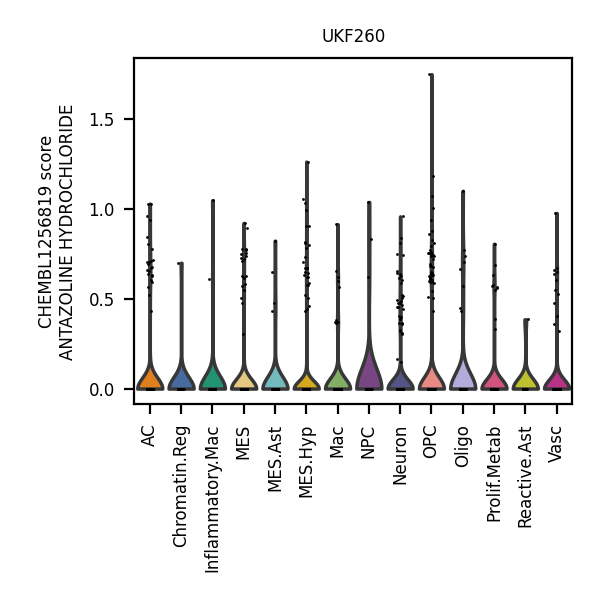 UKF260
CHEMBL1256819 score
ANTAZOLINE HYDROCHLORIDE
1.5
1.0
0.5
0.0
AC
Chromatin.Reg
Inflammatory.Mac
MES
MES.Ast
MES.Hyp
Mac
NPC
Neuron
OPC
Oligo
Prolif.Metab
Reactive.Ast
Vasc